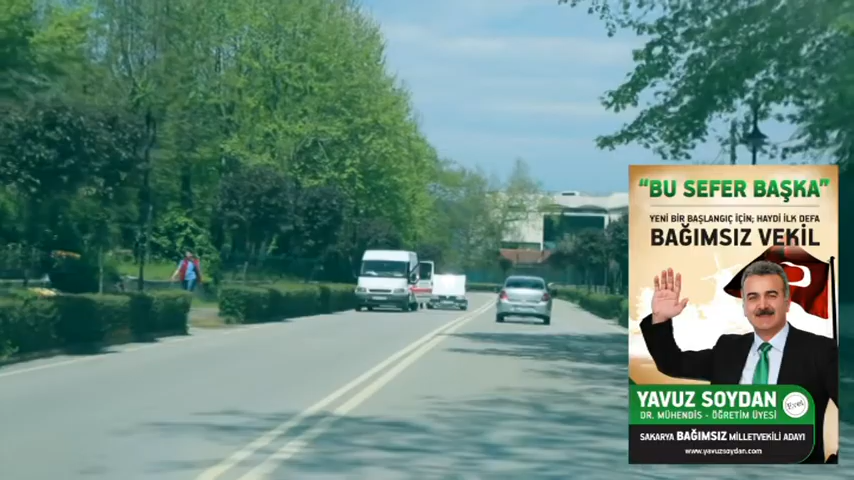 "BU SEFER BAŞKA"
YENİ BİR BAŞLANGIÇ İÇİN; HAYDİ İLK DEFA
BAĞIMSIZ VEKİL
YAVUZ SOYDAN
DR. MÜHENDİS - ÖĞRETİM ÜYESİ
Evet
SAKARYA BAĞIMSIZ MİLLETVEKİLİ ADAYI
www.yavuzsoydan.com